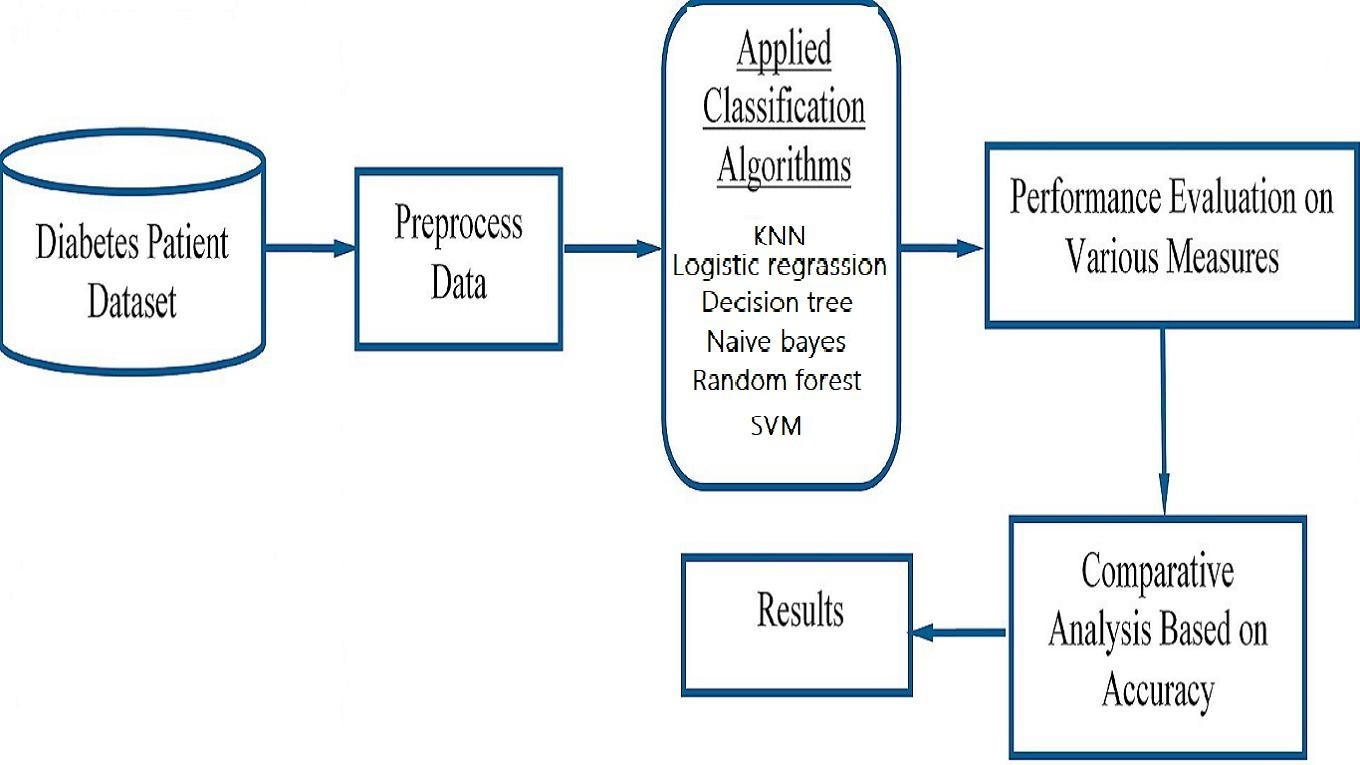 Diabetes Patient
Dataset
Preprocess
Data
Applied
Classification
Algorithms
KNN
Logistic regrassion
Decision tree
Naive bayes
Random forest
SVM
Performance Evaluation on
Various Measures
Comparative
Analysis Based on
Accuracy
Results